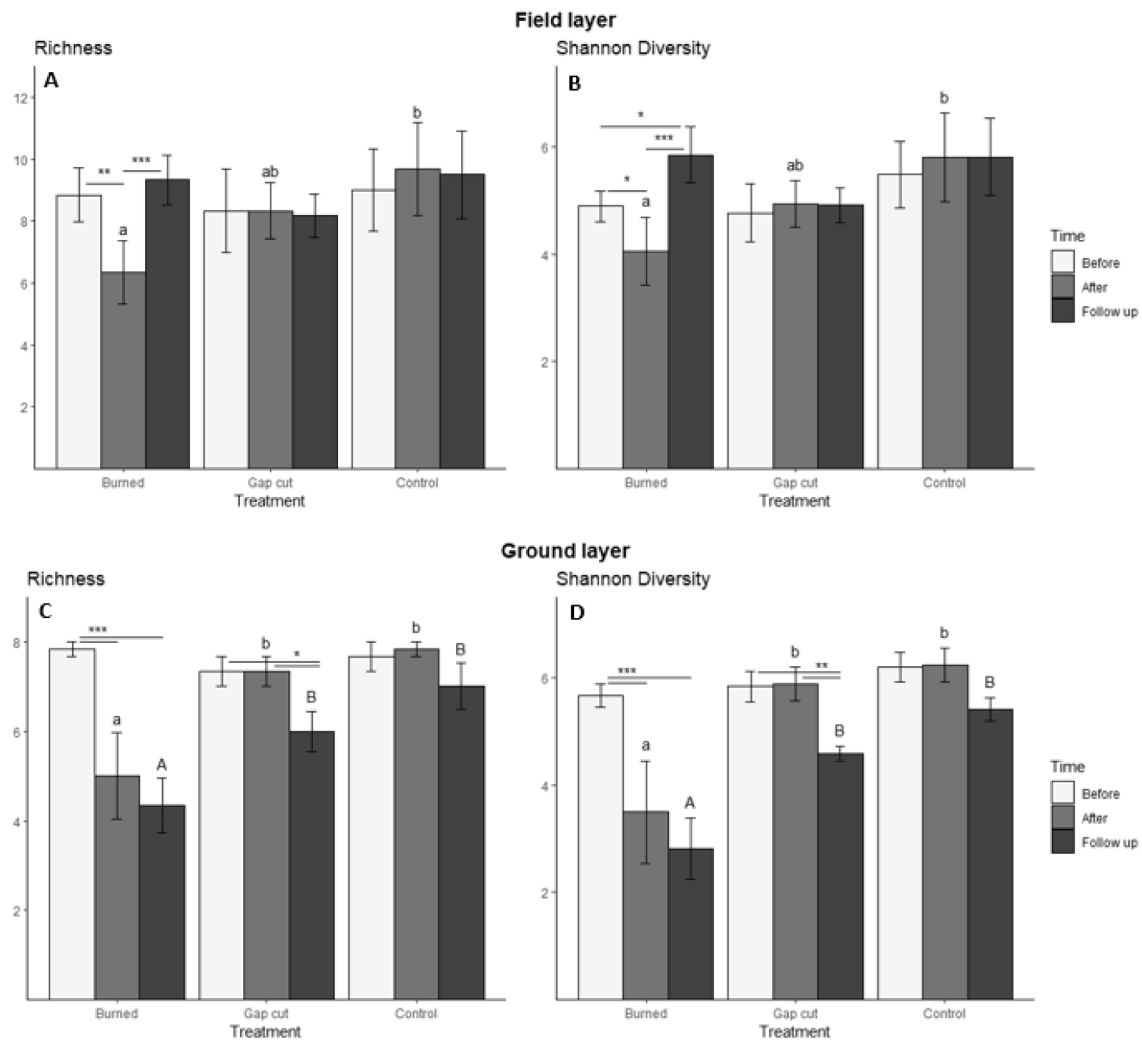 Field layer
Richness
A
12
10
8
6
4
2
** ***
a
ab
b
Burned Gap cut Control
Treatment
Shannon Diversity
B
6
4
2
*
***
*
a
ab
b
Burned Gap cut Control
Treatment
Time
Before
After
Follow up
Ground layer
Richness
C
8
6
4
2
***
a
A
b
*
B
b
B
Burned Gap cut Control
Treatment
Shannon Diversity
D
6
4
2
***
a
A
b
**
B
b
B
Burned Gap cut Control
Treatment
Time
Before
After
Follow up